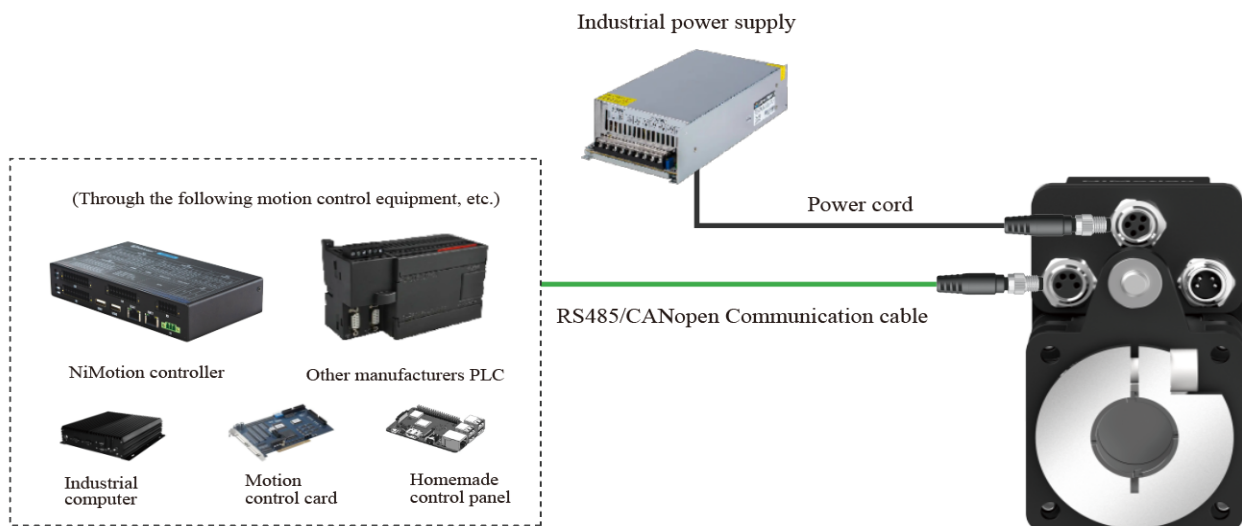 Industrial power supply
(Through the following motion control equipment, etc.)
Power cord
RS485/CANopen Communication cable
NiMotion controller
Other manufacturers PLC
Industrial
computer
Motion
control card
Homemade
control panel